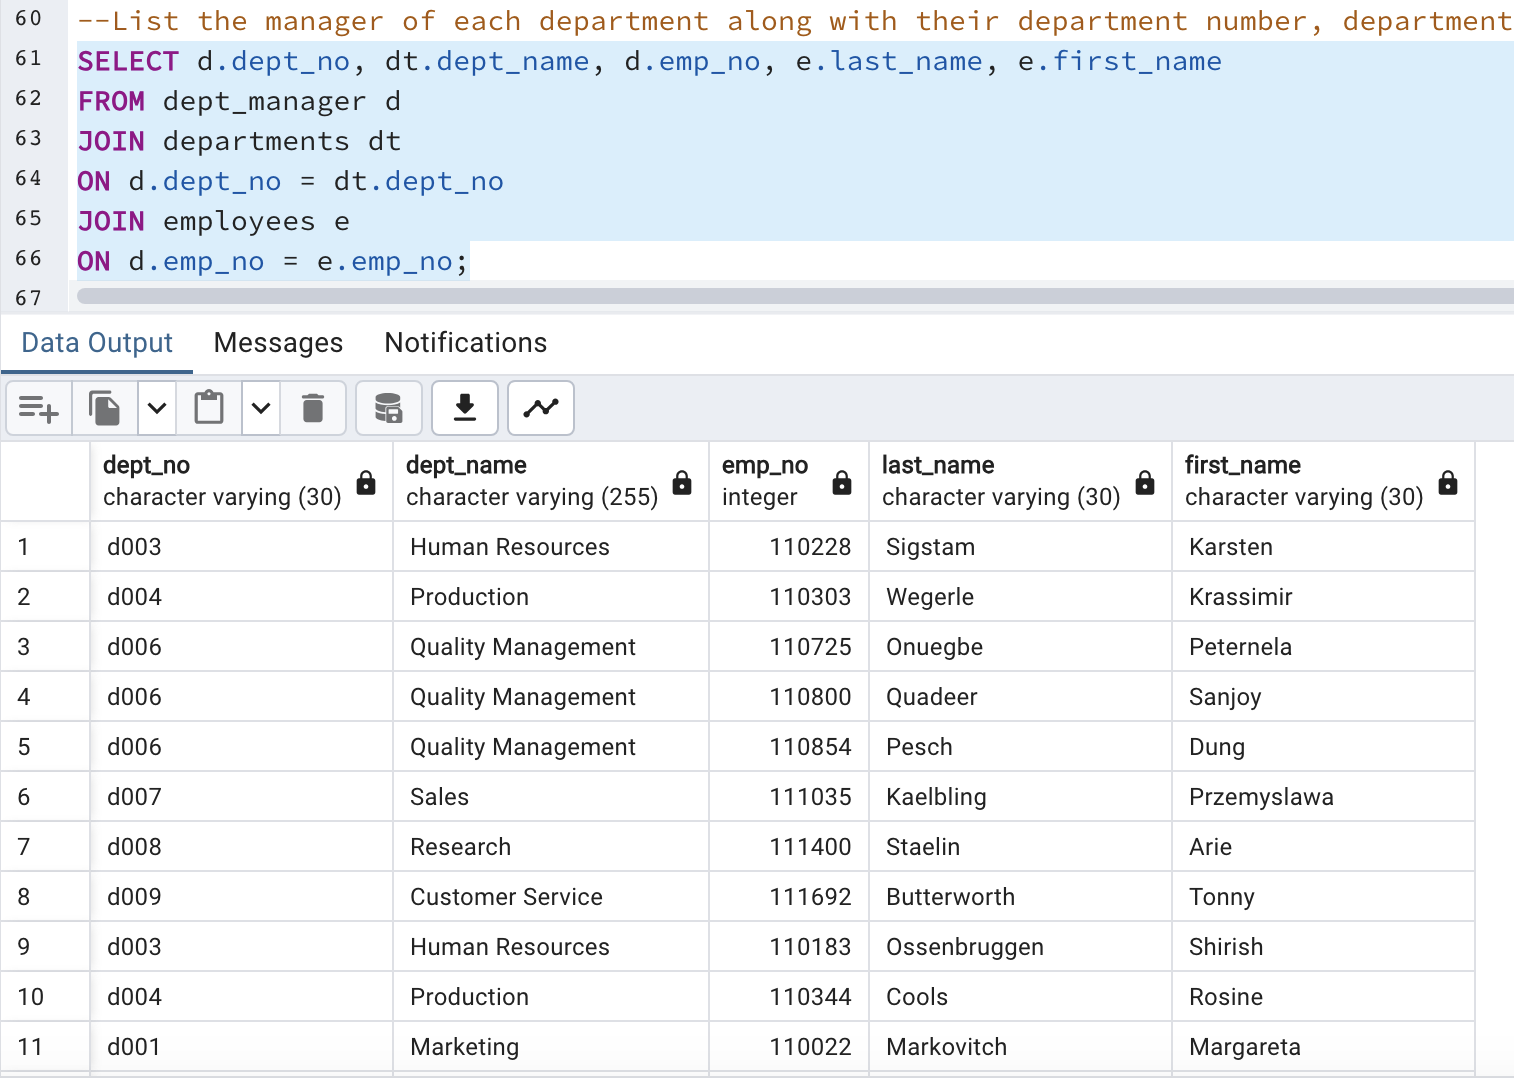 60 --List the manager of each department along with their department number, department
61 SELECT d.dept_no, dt.dept_name, d.emp_no, e.last_name, e.first_name
62 FROM dept_manager d
63 JOIN departments dt
64 ON d.dept_no = dt.dept_no
65 JOIN employees e
66 ON d.emp_no = e.emp_no;
67
Data Output Messages Notifications
dept_no dept_name emp_no last_name first_name
character varying (30) character varying (255) integer character varying (30) character varying (30)
1 d003 Human Resources 110228 Sigstam Karsten
2 d004 Production 110303 Wegerle Krassimir
3 d006 Quality Management 110725 Onuegbe Peternela
4 d006 Quality Management 110800 Quadeer Sanjoy
5 d006 Quality Management 110854 Pesch Dung
6 d007 Sales 111035 Kaelbling Przemyslawa
7 d008 Research 111400 Staelin Arie
8 d009 Customer Service 111692 Butterworth Tonny
9 d003 Human Resources 110183 Ossenbruggen Shirish
10 d004 Production 110344 Cools Rosine
11 d001 Marketing 110022 Markovitch Margareta